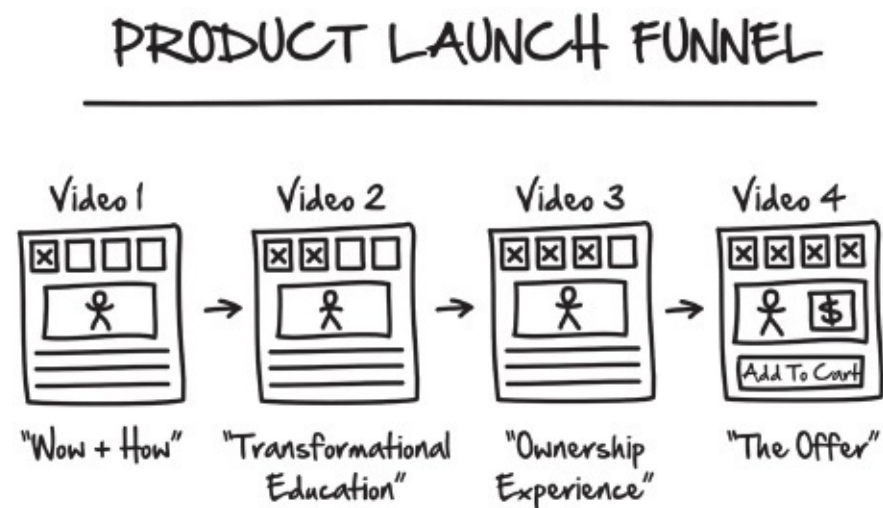 PRODUCT LAUNCH FUNNEL
Video 1
Video 2
Video 3
Video 4
$
Add To Cart
"Wow + How"
"Transformational
Education"
"Ownership
Experience"
"The Offer"